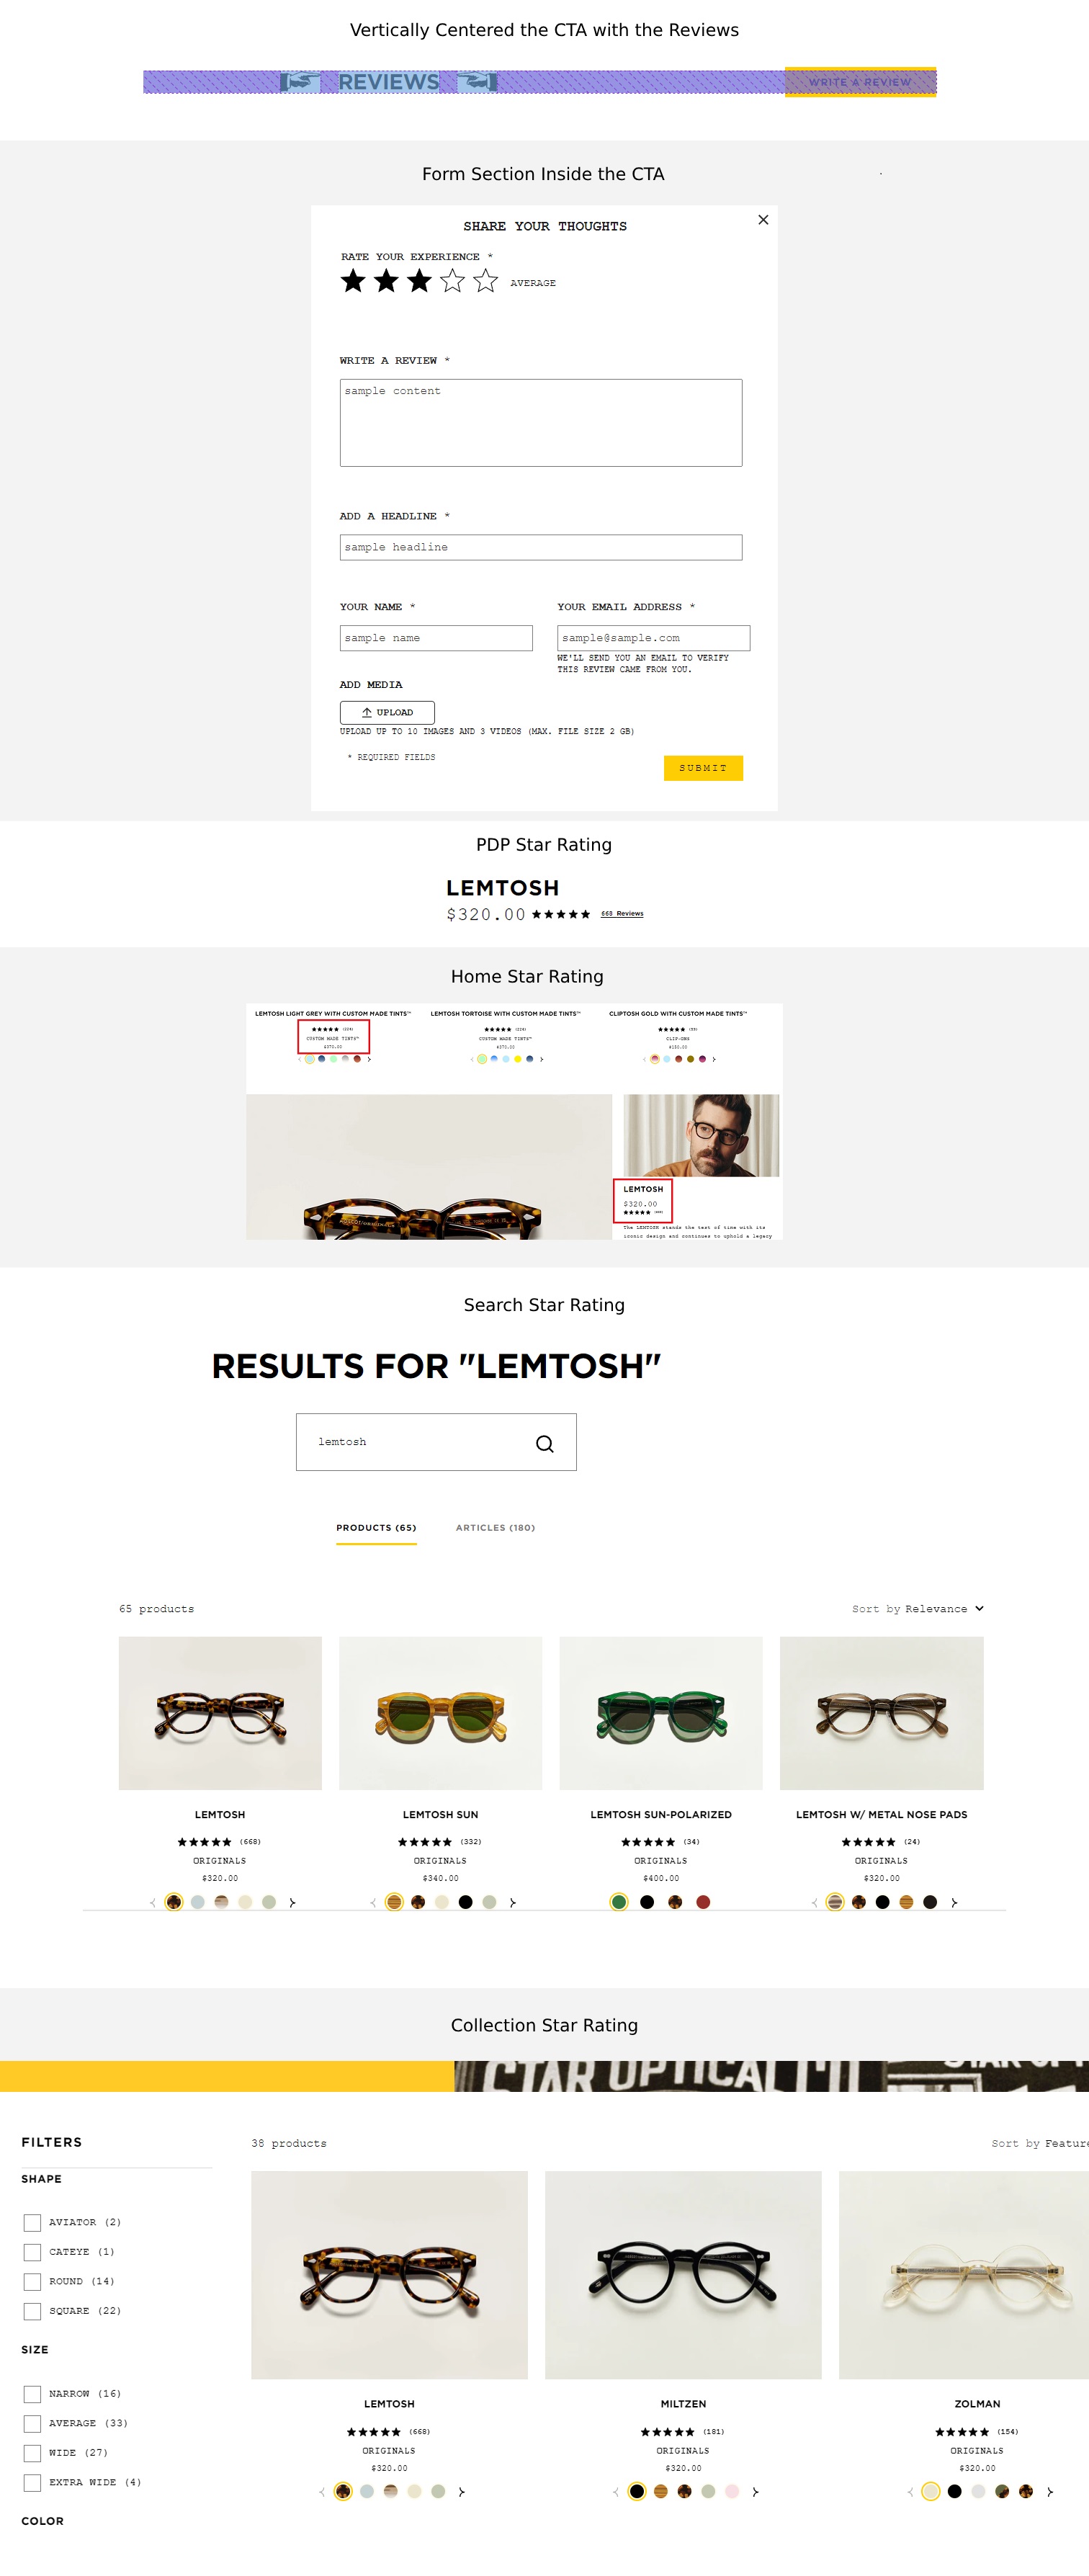 Vertically Centered the CTA with the Reviews
REVIEWS
WRITE A REVIEW
Form Section Inside the CTA
SHARE YOUR THOUGHTS
RATE YOUR EXPERIENCE *
AVERAGE
WRITE A REVIEW *
sample content
ADD A HEADLINE *
sample headline
YOUR NAME * YOUR EMAIL ADDRESS *
sample name sample@sample.com
WE'LL SEND YOU AN EMAIL TO VERIFY
THIS REVIEW CAME FROM YOU.
ADD MEDIA
UPLOAD
UPLOAD UP TO 10 IMAGES AND 3 VIDEOS (MAX. FILE SIZE 2 GB)
* REQUIRED FIELDS
SUBMIT
PDP Star Rating
LEMTOSH
$320.00 668 Reviews
Home Star Rating
LEMTOSH LIGHT GREY WITH CUSTOM MADE TINTS™ LEMTOSH TORTOISE WITH CUSTOM MADE TINTS™ CLIPTOSH GOLD WITH CUSTOM MADE TINTS™
CUSTOM MADE TINTS™ CUSTOM MADE TINTS™ CLIP-ONS
$370.00 $370.00 $150.00
LEMTOSH
$320.00
The LEMTOSH stands the test of time with its
iconic design and continues to uphold a legacy
Search Star Rating
RESULTS FOR "LEMTOSH"
lemtosh
PRODUCTS (65) ARTICLES (180)
65 products Sort by Relevance
LEMTOSH LEMTOSH SUN LEMTOSH SUN-POLARIZED LEMTOSH W/ METAL NOSE PADS
(668) (332) (34) (24)
ORIGINALS ORIGINALS ORIGINALS ORIGINALS
$320.00 $340.00 $400.00 $320.00
Collection Star Rating
STAR OPTICAL
FILTERS
38 products Sort by Feature
SHAPE
AVIATOR (2)
CATEYE (1)
ROUND (14)
SQUARE (22)
SIZE
NARROW (16)
AVERAGE (33)
WIDE (27)
EXTRA WIDE (4)
COLOR
LEMTOSH MILTZEN ZOLMAN
(668) (181) (154)
ORIGINALS ORIGINALS ORIGINALS
$320.00 $320.00 $320.00